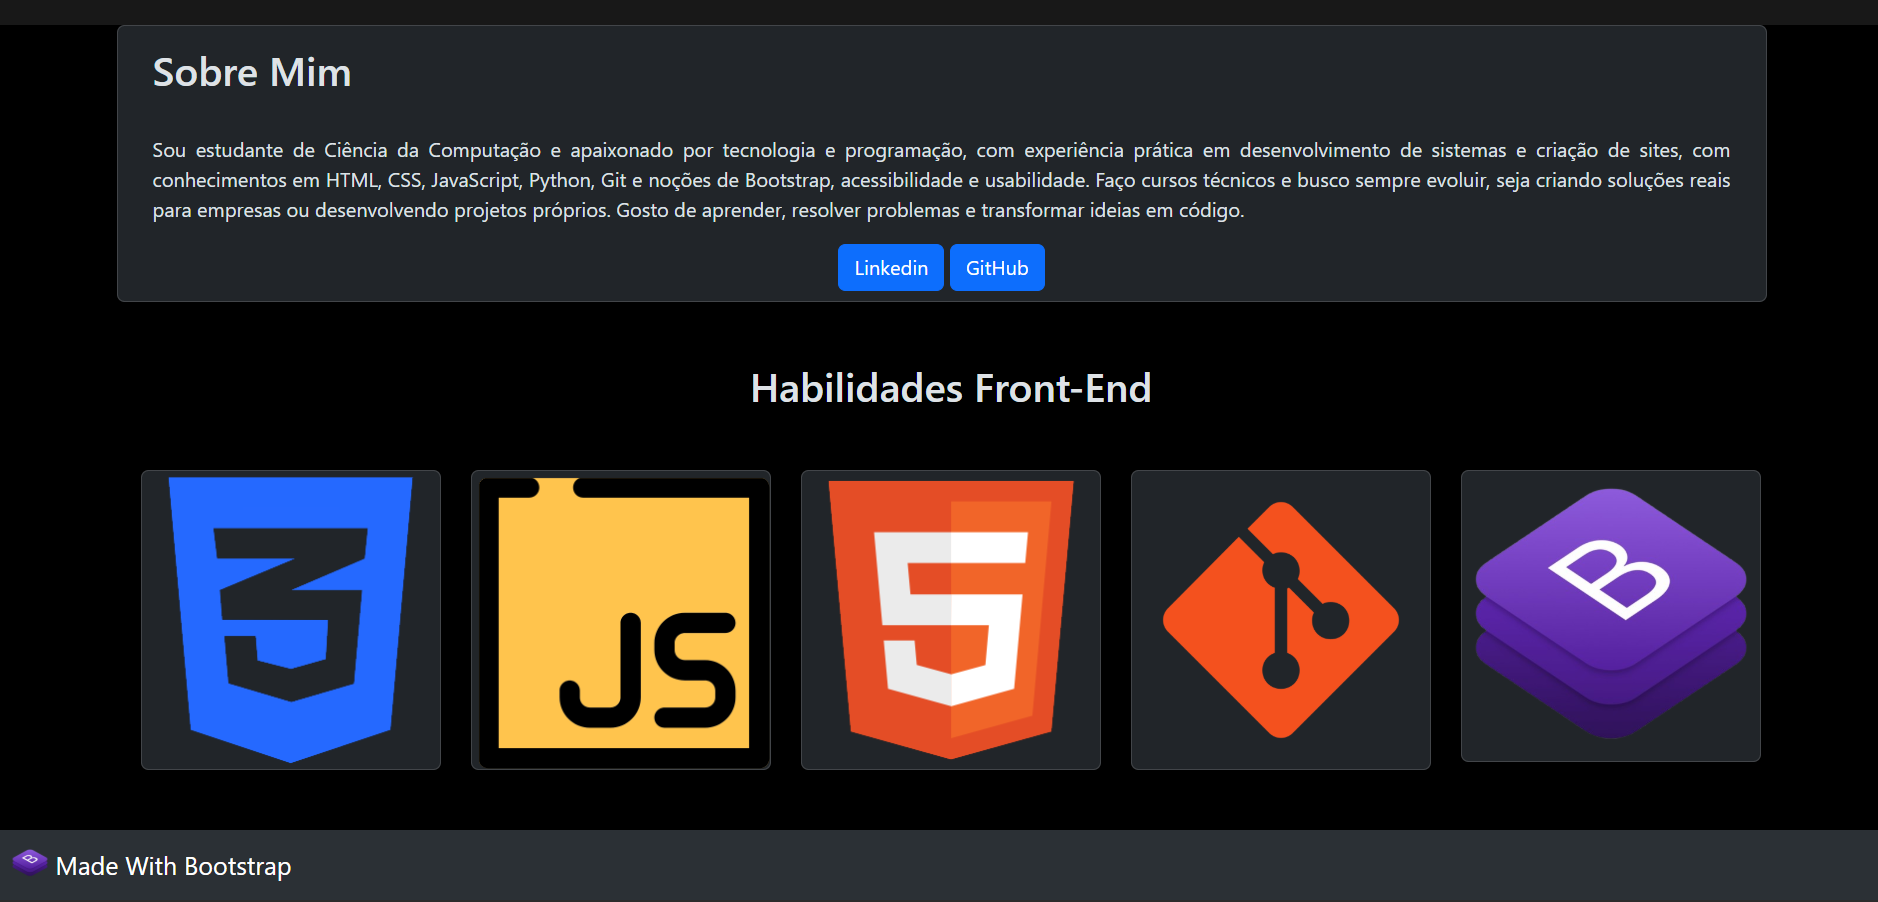 Sobre Mim
Sou estudante de Ciência da Computação e apaixonado por tecnologia e programação, com experiência prática em desenvolvimento de sistemas e criação de sites, com
conhecimentos em HTML, CSS, JavaScript, Python, Git e noções de Bootstrap, acessibilidade e usabilidade. Faço cursos técnicos e busco sempre evoluir, seja criando soluções reais
para empresas ou desenvolvendo projetos próprios. Gosto de aprender, resolver problemas e transformar ideias em código.
Linkedin GitHub
Habilidades Front-End
3 JS 5 B
B Made With Bootstrap